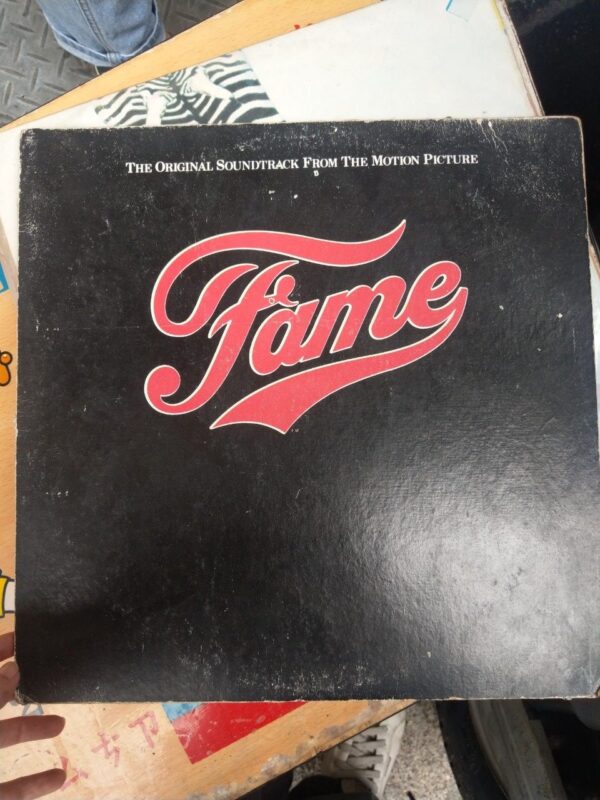 THE ORIGINAL SOUNDTRACK FROM THE MOTION PICTURE
Fame
ㄙ ㄘ ㄗ